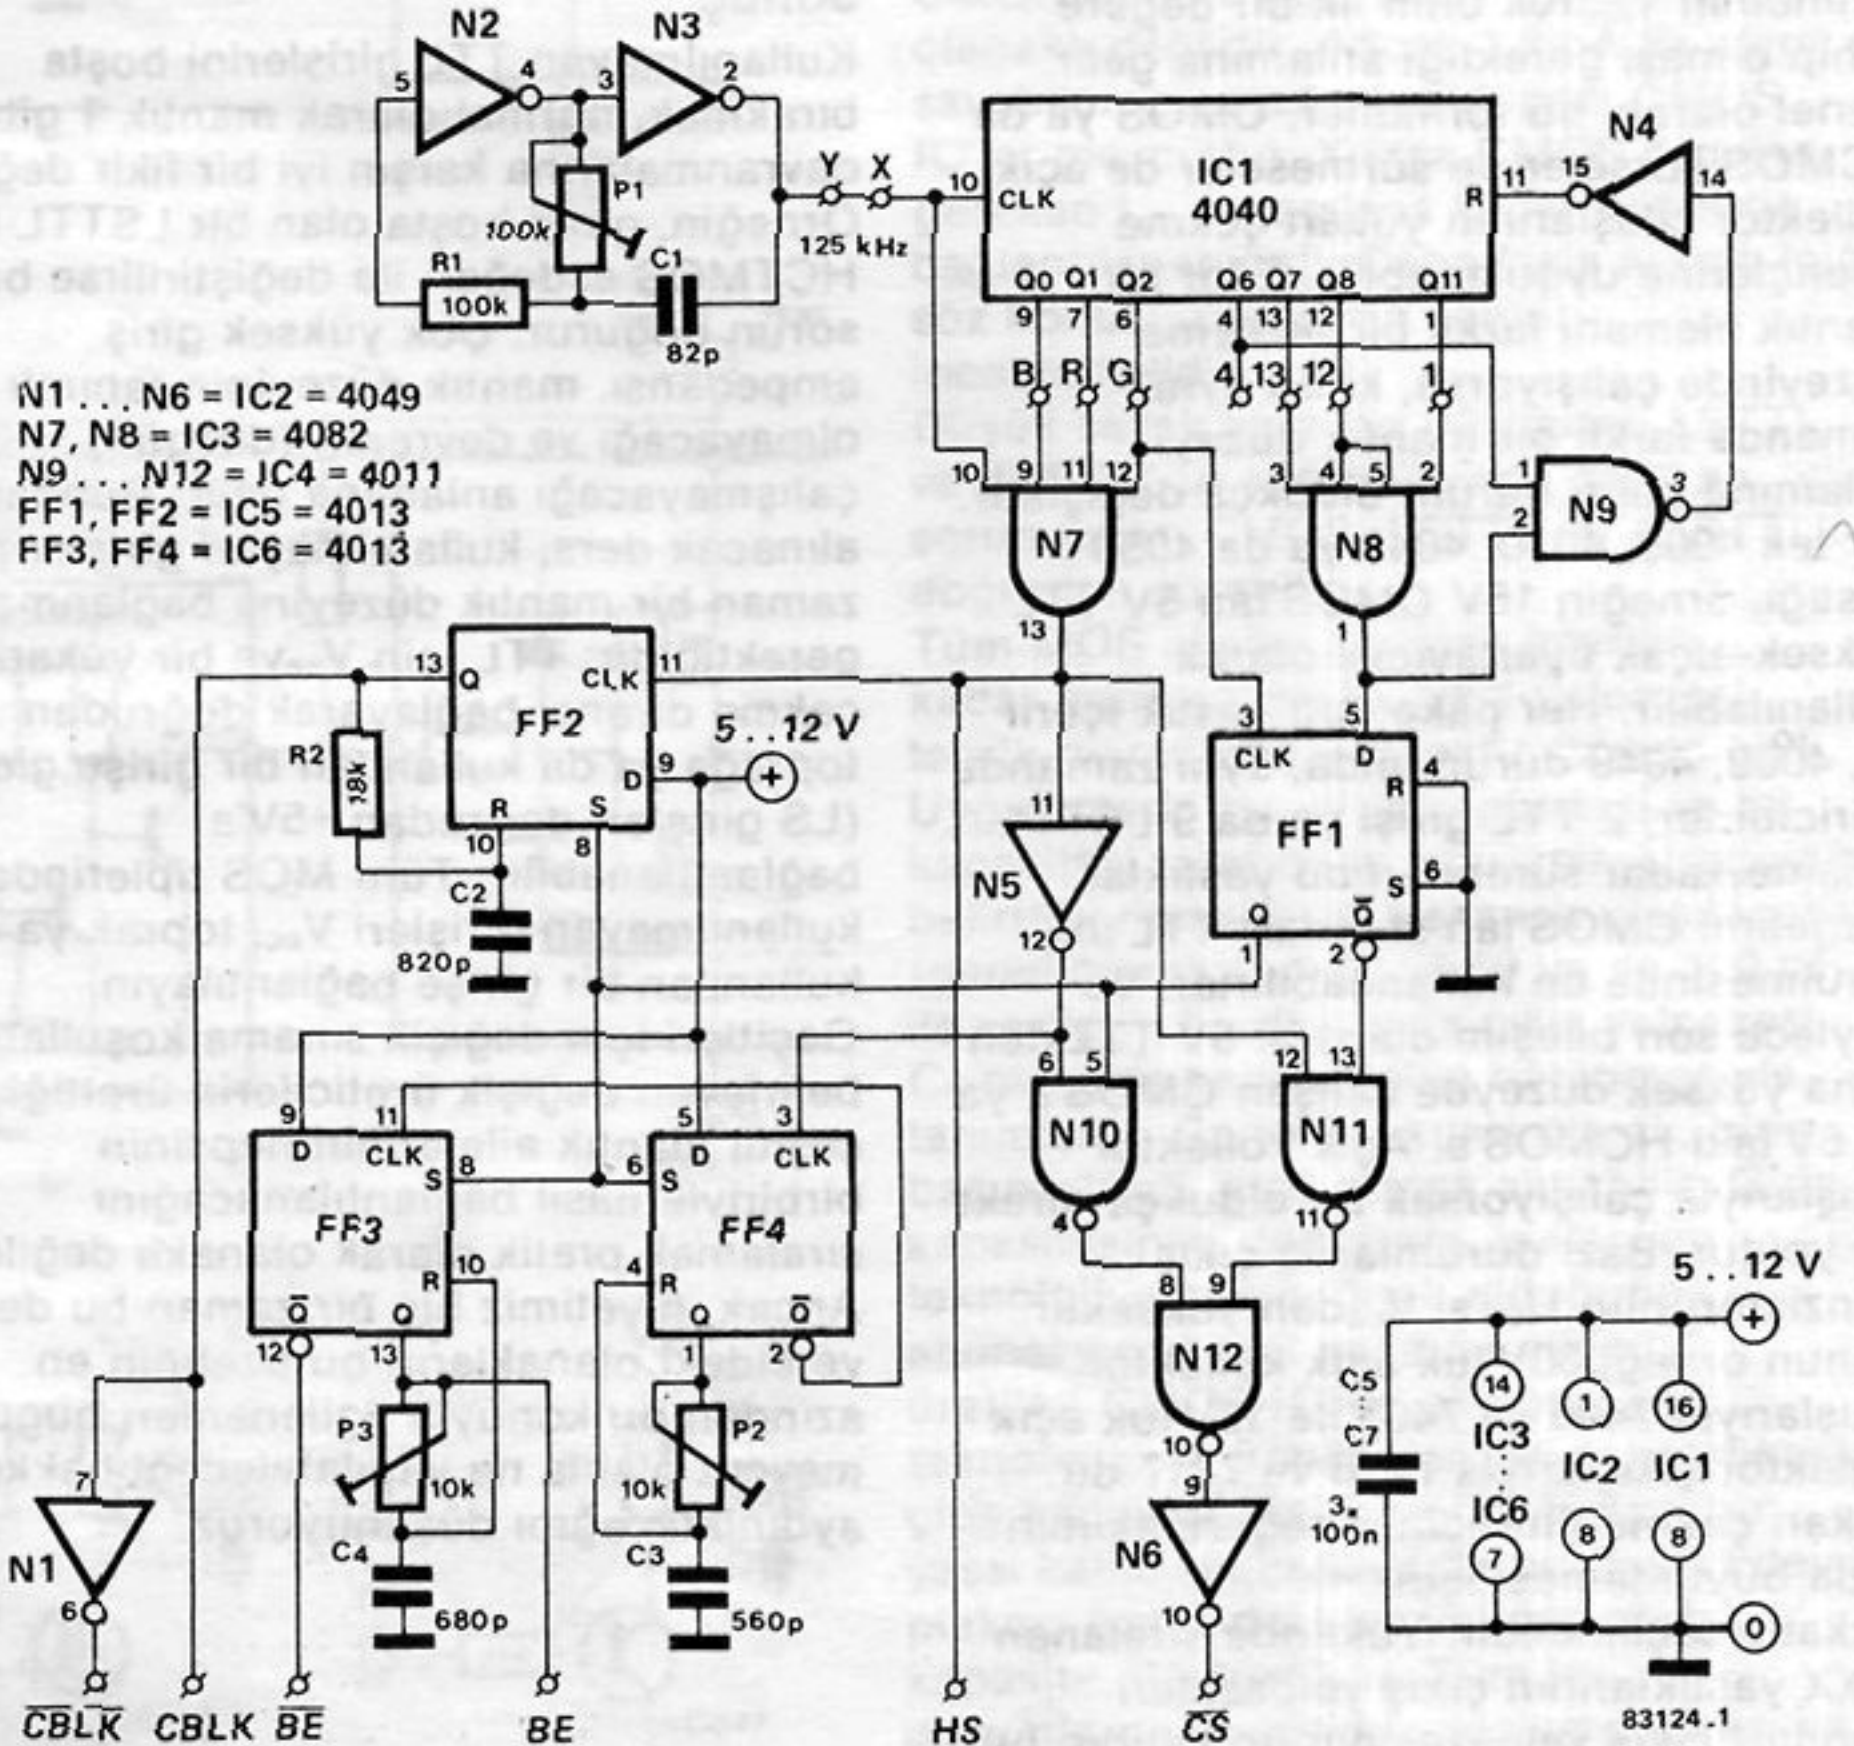 N2
N3
5
4
3
2
P1
100k
R1
100k
C1
82p
Y X
125 kHz
10
CLK
IC1
4040
R
11
15
N4
14
Q0 Q1 Q2 Q6 Q7 Q8 Q11
9 7 6 4 13 12 1
B R G 4 13 12 1
10 9 11 12
3 4 5 2
N7
N8
1
2
N9
3
13
1
N1 . . . N6 = IC2 = 4049
N7, N8 = IC3 = 4082
N9 . . . N12 = IC4 = 4011
FF1, FF2 = IC5 = 4013
FF3, FF4 = IC6 = 4013
13
Q
CLK
11
FF2
5 . . 12 V
R2
18k
D
9
+
R
S
10
8
C2
820p
11
N5
12
3
5
CLK
D
R
4
FF1
S
6
Q
Q̅
1
2
6 5
12 13
N10
N11
4
11
8 9
N12
10
9
N6
10
9 11
D
CLK
S
8
FF3
R
10
Q̅
Q
12
13
P3
10k
C4
680p
5
3
6
S
D
CLK
FF4
4
R
Q
Q̅
1
2
P2
10k
C3
560p
7
N1
6
5 . . 12 V
+
C5
C7
3x
100n
14
IC3
IC6
7
1
IC2
8
16
IC1
8
0
83124.1
C̅B̅L̅K̅ CBLK B̅E̅ BE HS C̅S̅